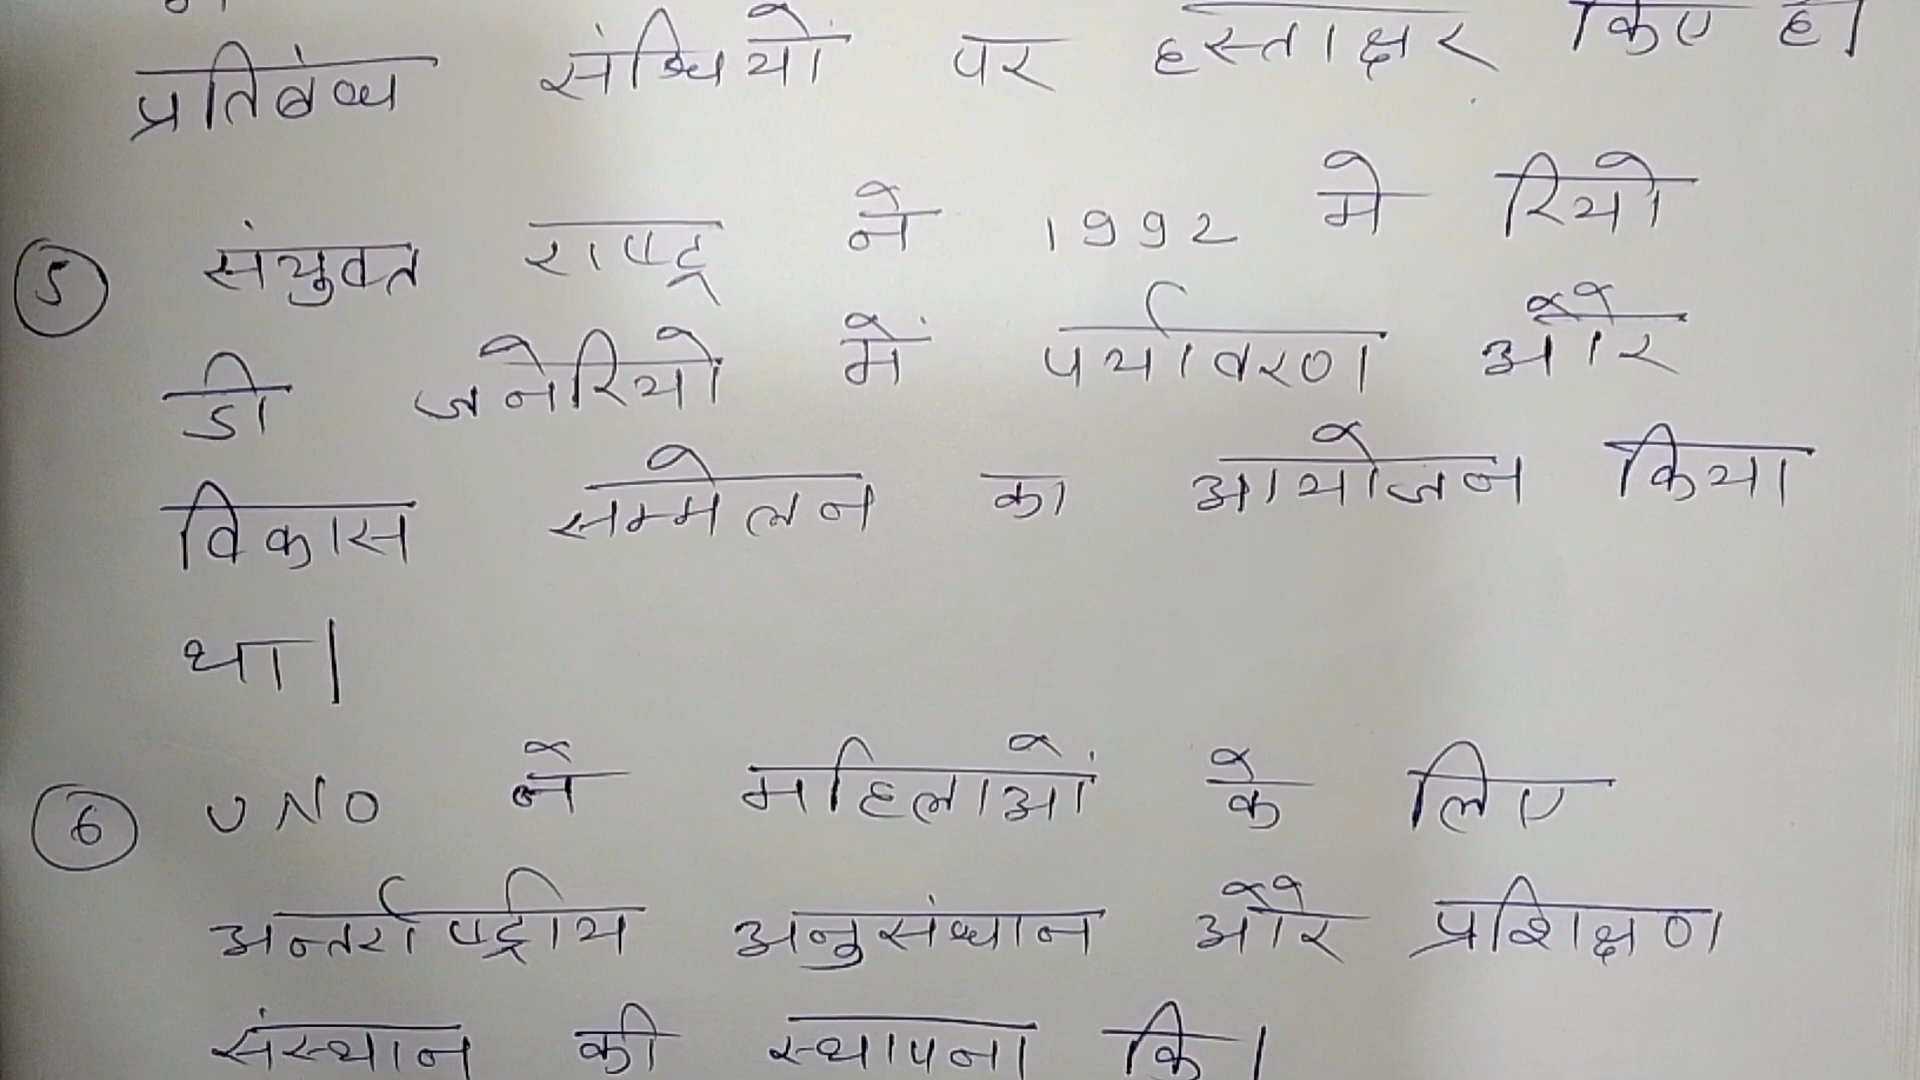 प्रतिबंध संधियों पर हस्ताक्षर किए है।
⑤ संयुक्त राष्ट्र ने 1992 मे रियो
डी जनेरियो में पर्यावरण और
विकास सम्मेलन का आयोजन किया
था।
⑥ UNO ने महिलाओं के लिए
अन्तर्राष्ट्रीय अनुसंधान और प्रशिक्षण
संस्थान की स्थापना कि।